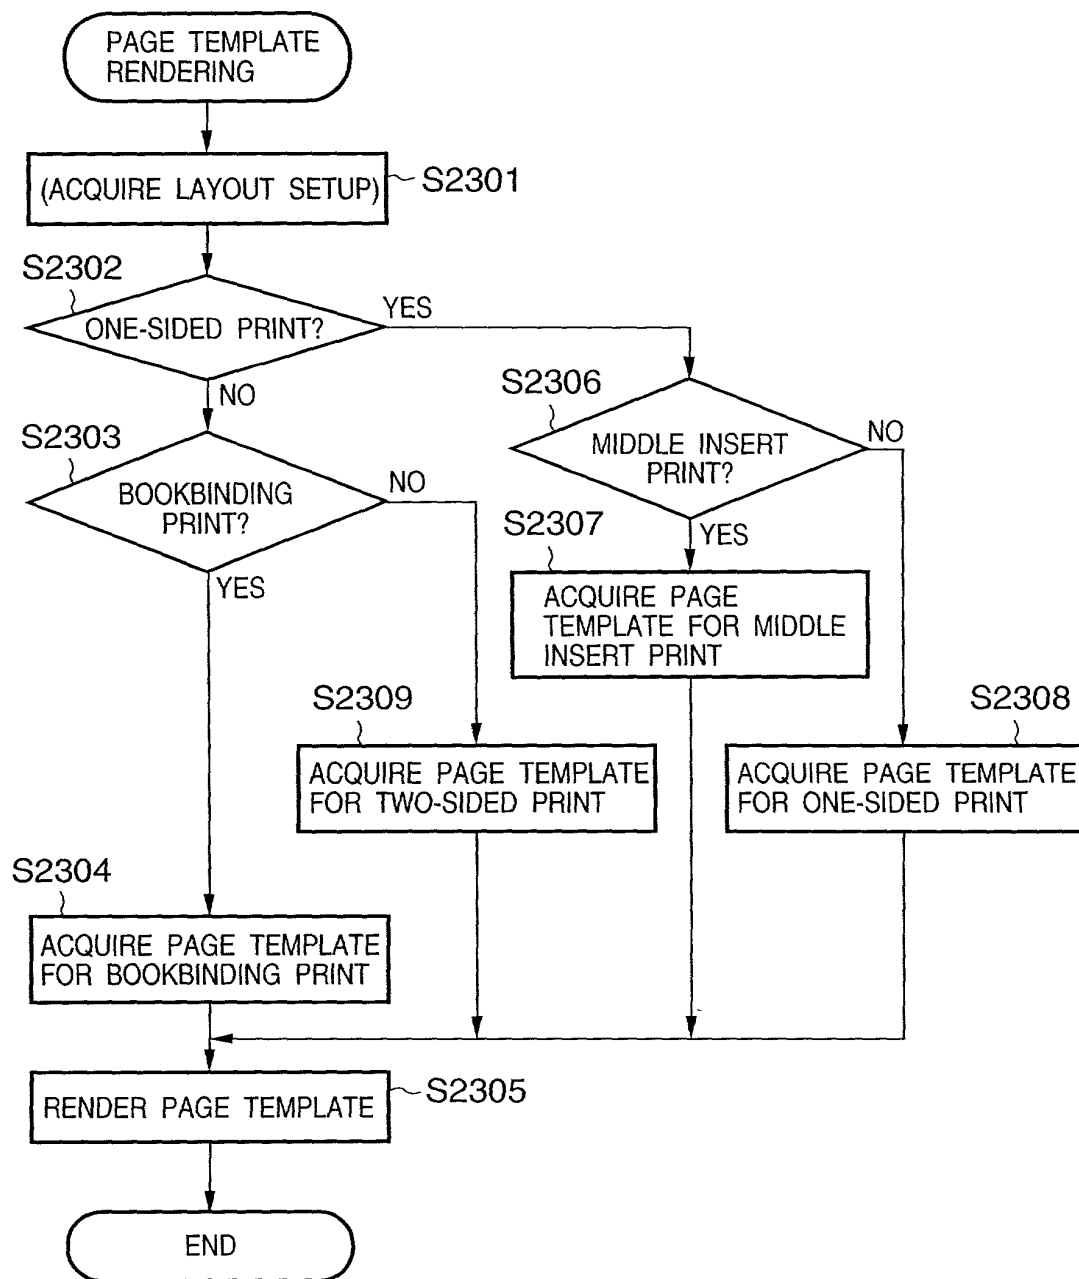 PAGE TEMPLATE
RENDERING
(ACQUIRE LAYOUT SETUP)
S2301
S2302
ONE-SIDED PRINT?
YES
NO
S2303
BOOKBINDING
PRINT?
NO
YES
S2306
MIDDLE INSERT
PRINT?
NO
YES
S2307
ACQUIRE PAGE
TEMPLATE FOR MIDDLE
INSERT PRINT
S2309
ACQUIRE PAGE TEMPLATE
FOR TWO-SIDED PRINT
S2308
ACQUIRE PAGE TEMPLATE
FOR ONE-SIDED PRINT
S2304
ACQUIRE PAGE TEMPLATE
FOR BOOKBINDING PRINT
RENDER PAGE TEMPLATE
S2305
END